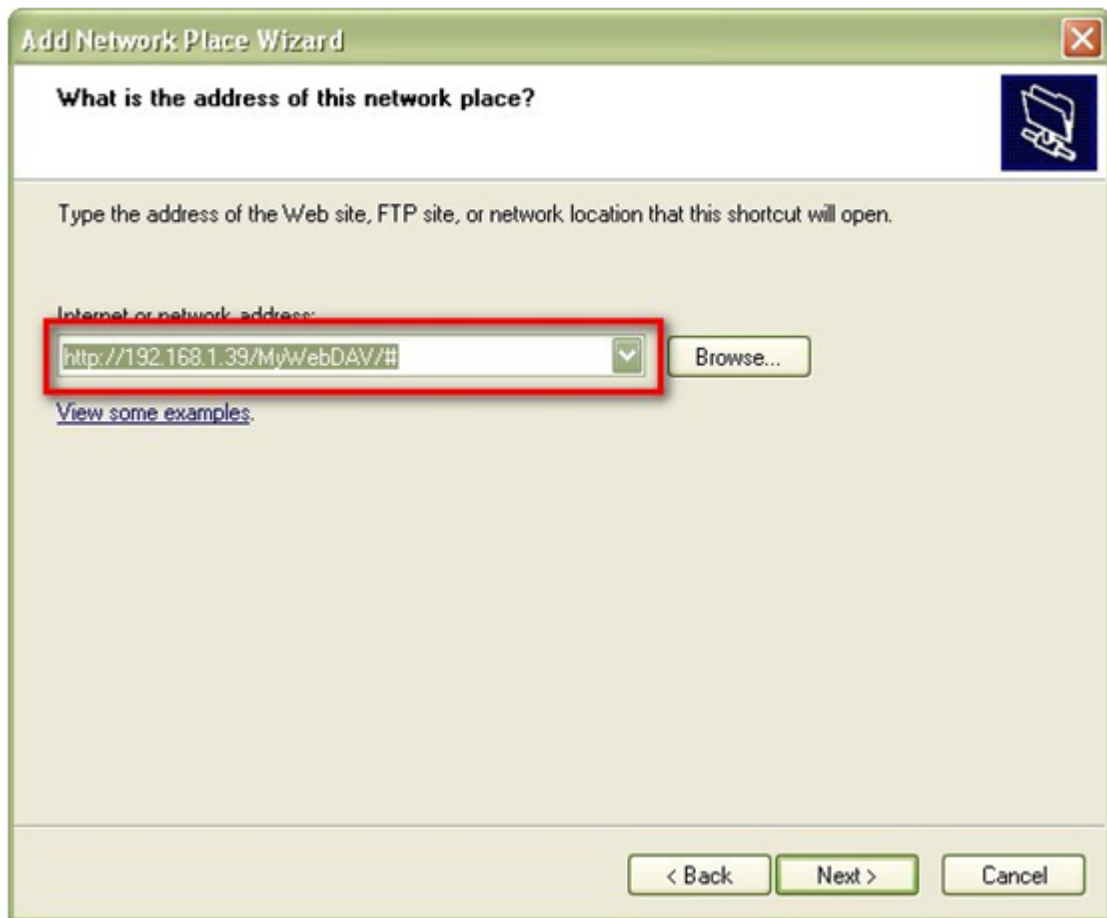 Add Network Place Wizard
What is the address of this network place?
Type the address of the Web site, FTP site, or network location that this shortcut will open.
Internet or network address:
http://192.168.1.39/MyWebDAV/#
Browse...
View some examples.
< Back
Next >
Cancel